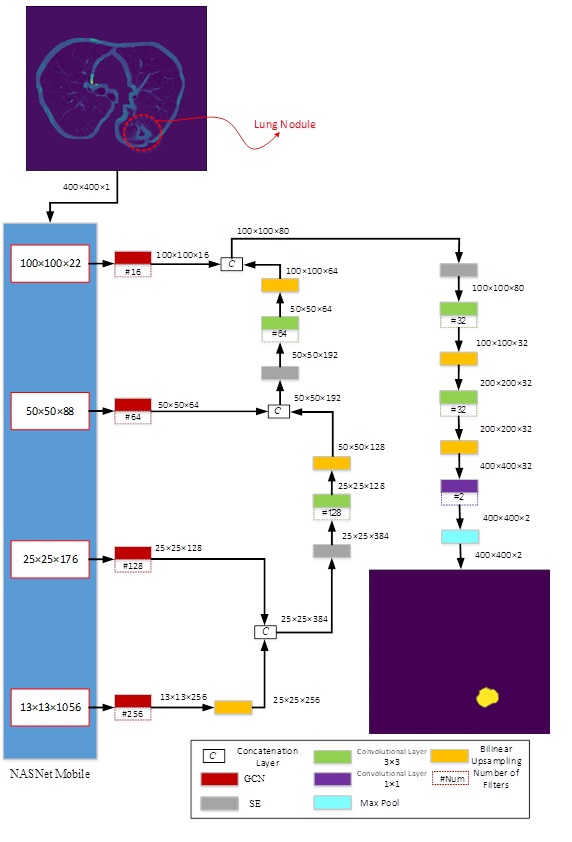 Lung Nodule
400×400×1
100×100×80
100×100×22
#16
100×100×16
C
100×100×64
100×100×80
50×50×64
#64
#32
100×100×32
50×50×192
200×200×32
#32
50×50×88
#64
50×50×64
C
50×50×192
200×200×32
50×50×128
400×400×32
25×25×128
#2
#128
400×400×2
25×25×384
25×25×176
#128
25×25×128
400×400×2
25×25×384
C
13×13×1056
#256
13×13×256
25×25×256
NASNet Mobile
C Concatenation Layer
Convolutional Layer 3×3
Bilinear Upsampling
GCN
Convolutional Layer 1×1
#Num Number of Filters
SE
Max Pool